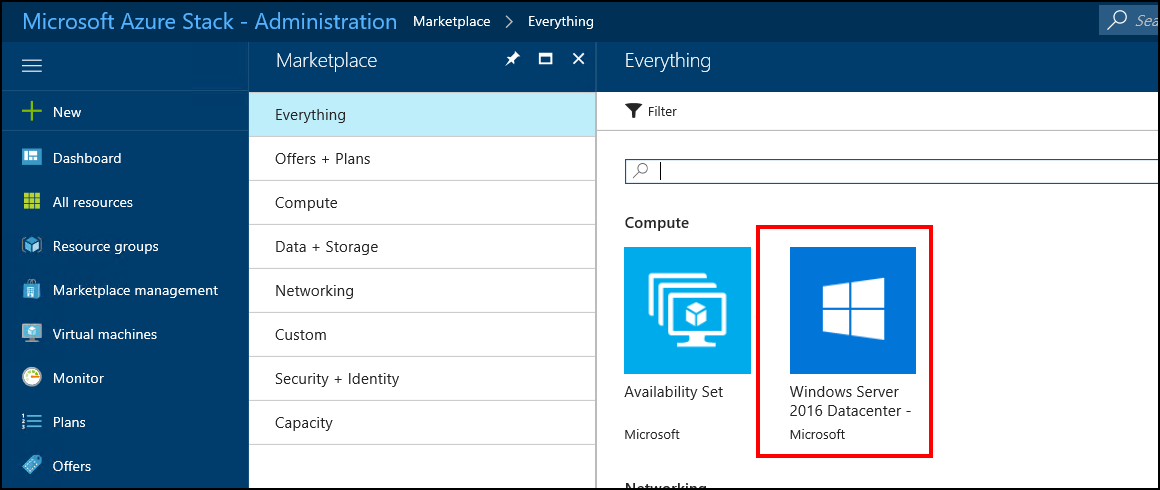 Microsoft Azure Stack - Administration
Marketplace > Everything
Sea
New
Dashboard
All resources
Resource groups
Marketplace management
Virtual machines
Monitor
Plans
Offers
Marketplace
Everything
Offers + Plans
Compute
Data + Storage
Networking
Custom
Security + Identity
Capacity
Everything
Filter
Compute
Availability Set
Microsoft
Windows Server
2016 Datacenter -
Microsoft
Networking